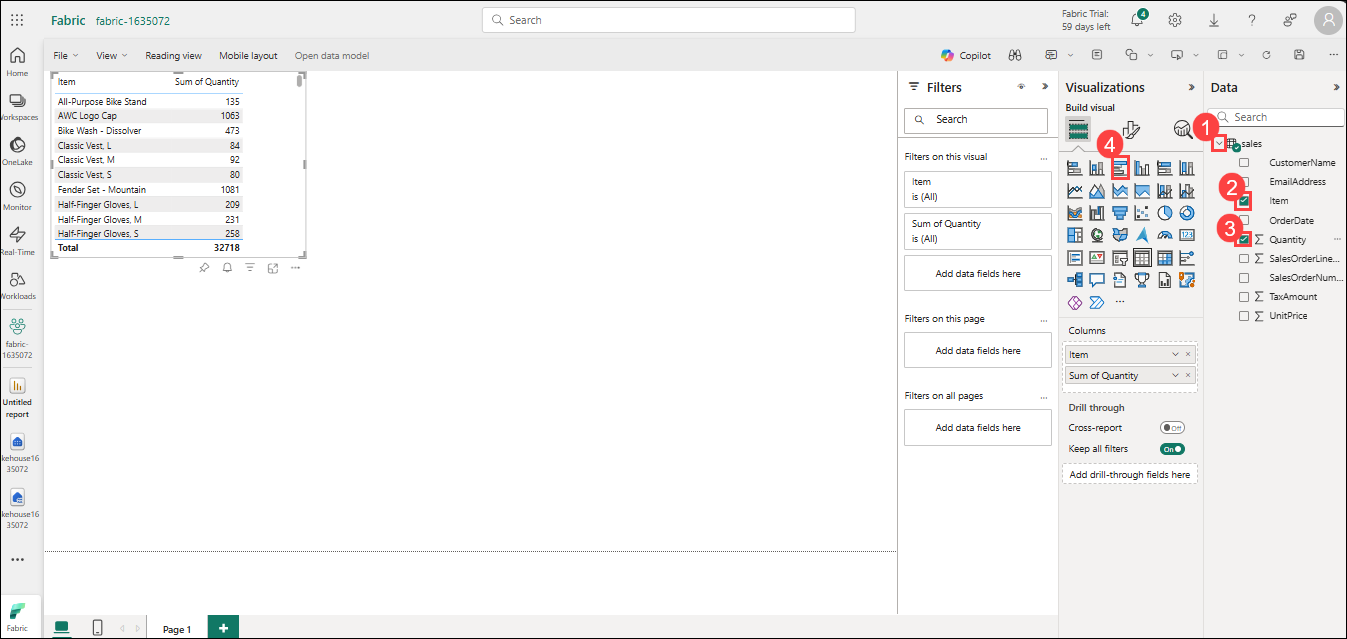 Fabric fabric-1635072
Search
Fabric Trial:
59 days left
4
File View Reading view Mobile layout Open data model
Copilot
Home
Workspaces
OneLake
Monitor
Real-Time
Workloads
fabric-
1635072
Untitled
report
kehouse16
35072
kehouse16
35072
Fabric
Item Sum of Quantity
All-Purpose Bike Stand 135
AWC Logo Cap 1063
Bike Wash - Dissolver 473
Classic Vest, L 84
Classic Vest, M 92
Classic Vest, S 80
Fender Set - Mountain 1081
Half-Finger Gloves, L 209
Half-Finger Gloves, M 231
Half-Finger Gloves, S 258
Total 32718
Page 1
Filters
Search
Filters on this visual
Item
is (All)
Sum of Quantity
is (All)
Add data fields here
Filters on this page
Add data fields here
Filters on all pages
Add data fields here
Visualizations
Build visual
4
123
Columns
Item
Sum of Quantity
Drill through
Cross-report Off
Keep all filters On
Add drill-through fields here
Data
Search
1 sales
CustomerName
EmailAddress
2 Item
OrderDate
3 Quantity
SalesOrderLine...
SalesOrderNum...
TaxAmount
UnitPrice